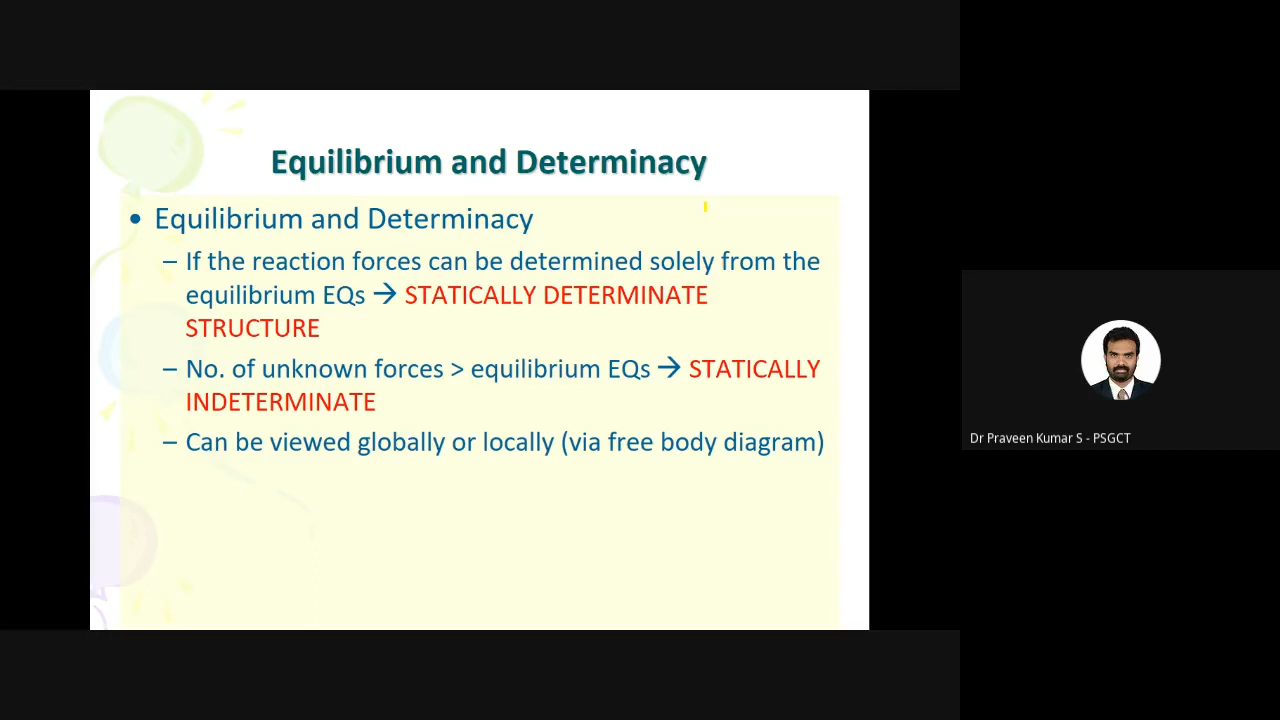 Equilibrium and Determinacy
• Equilibrium and Determinacy
– If the reaction forces can be determined solely from the
equilibrium EQs → STATICALLY DETERMINATE
STRUCTURE
– No. of unknown forces > equilibrium EQs → STATICALLY
INDETERMINATE
– Can be viewed globally or locally (via free body diagram)
Dr Praveen Kumar S - PSGCT